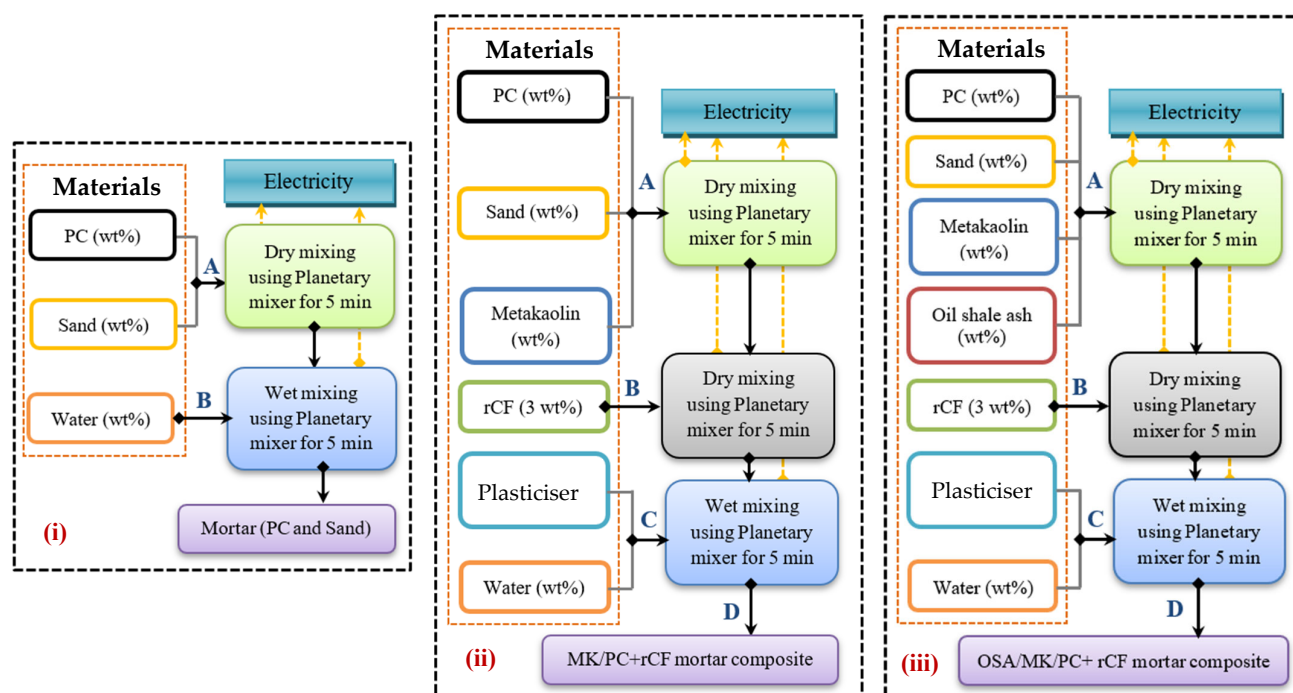 Materials
Electricity
PC (wt%)
A
Dry mixing
using Planetary
mixer for 5 min
Sand (wt%)
Water (wt%)
B
Wet mixing
using Planetary
mixer for 5 min
(i)
Mortar (PC and Sand)
Materials
PC (wt%)
Electricity
Sand (wt%)
A
Dry mixing
using Planetary
mixer for 5 min
Metakaolin
(wt%)
rCF (3 wt%)
B
Dry mixing
using Planetary
mixer for 5 min
Plasticiser
C
Wet mixing
using Planetary
mixer for 5 min
Water (wt%)
D
(ii)
MK/PC+rCF mortar composite
Materials
PC (wt%)
Electricity
Sand (wt%)
A
Dry mixing
using Planetary
mixer for 5 min
Metakaolin
(wt%)
Oil shale ash
(wt%)
rCF (3 wt%)
B
Dry mixing
using Planetary
mixer for 5 min
Plasticiser
C
Wet mixing
using Planetary
mixer for 5 min
Water (wt%)
D
(iii)
OSA/MK/PC+ rCF mortar composite